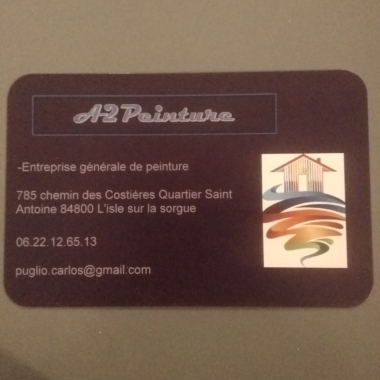 A2Peinture
-Entreprise générale de peinture
785 chemin des Costiéres Quartier Saint
Antoine 84800 L'isle sur la sorgue
06.22.12.65.13
puglio.carlos@gmail.com